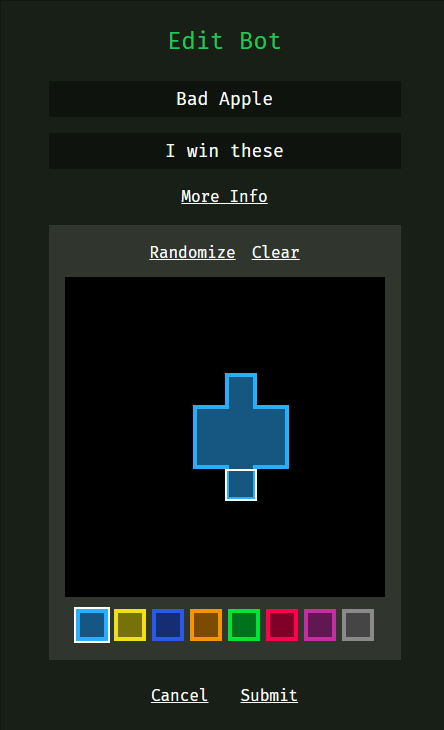 Edit Bot
Bad Apple
I win these
More Info
Randomize Clear
Cancel Submit